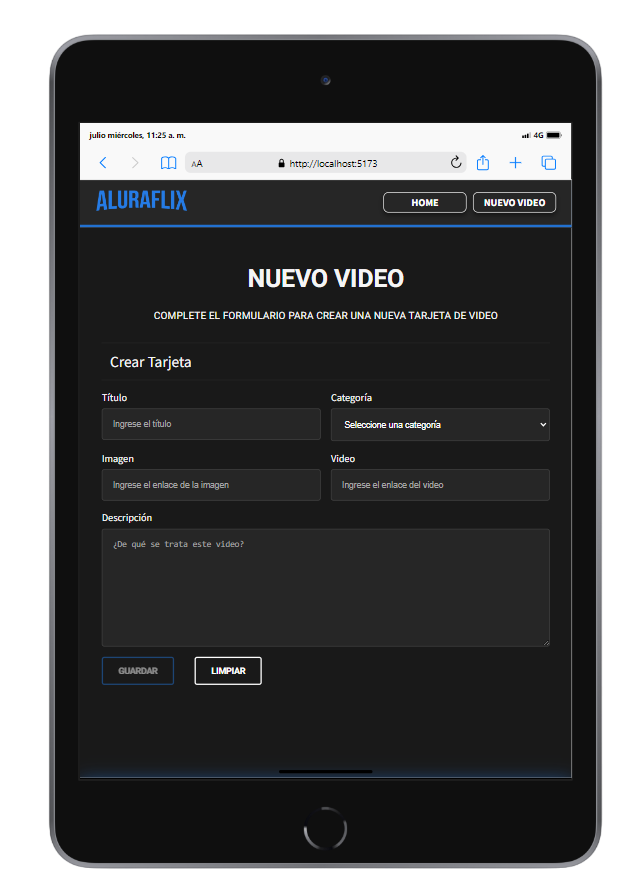 julio miércoles, 11:25 a. m.
4G
AA
http://localhost:5173
ALURAFLIX
HOME
NUEVO VIDEO
NUEVO VIDEO
COMPLETE EL FORMULARIO PARA CREAR UNA NUEVA TARJETA DE VIDEO
Crear Tarjeta
Título
Categoría
Ingrese el título
Seleccione una categoría
Imagen
Video
Ingrese el enlace de la imagen
Ingrese el enlace del video
Descripción
¿De qué se trata este video?
GUARDAR
LIMPIAR